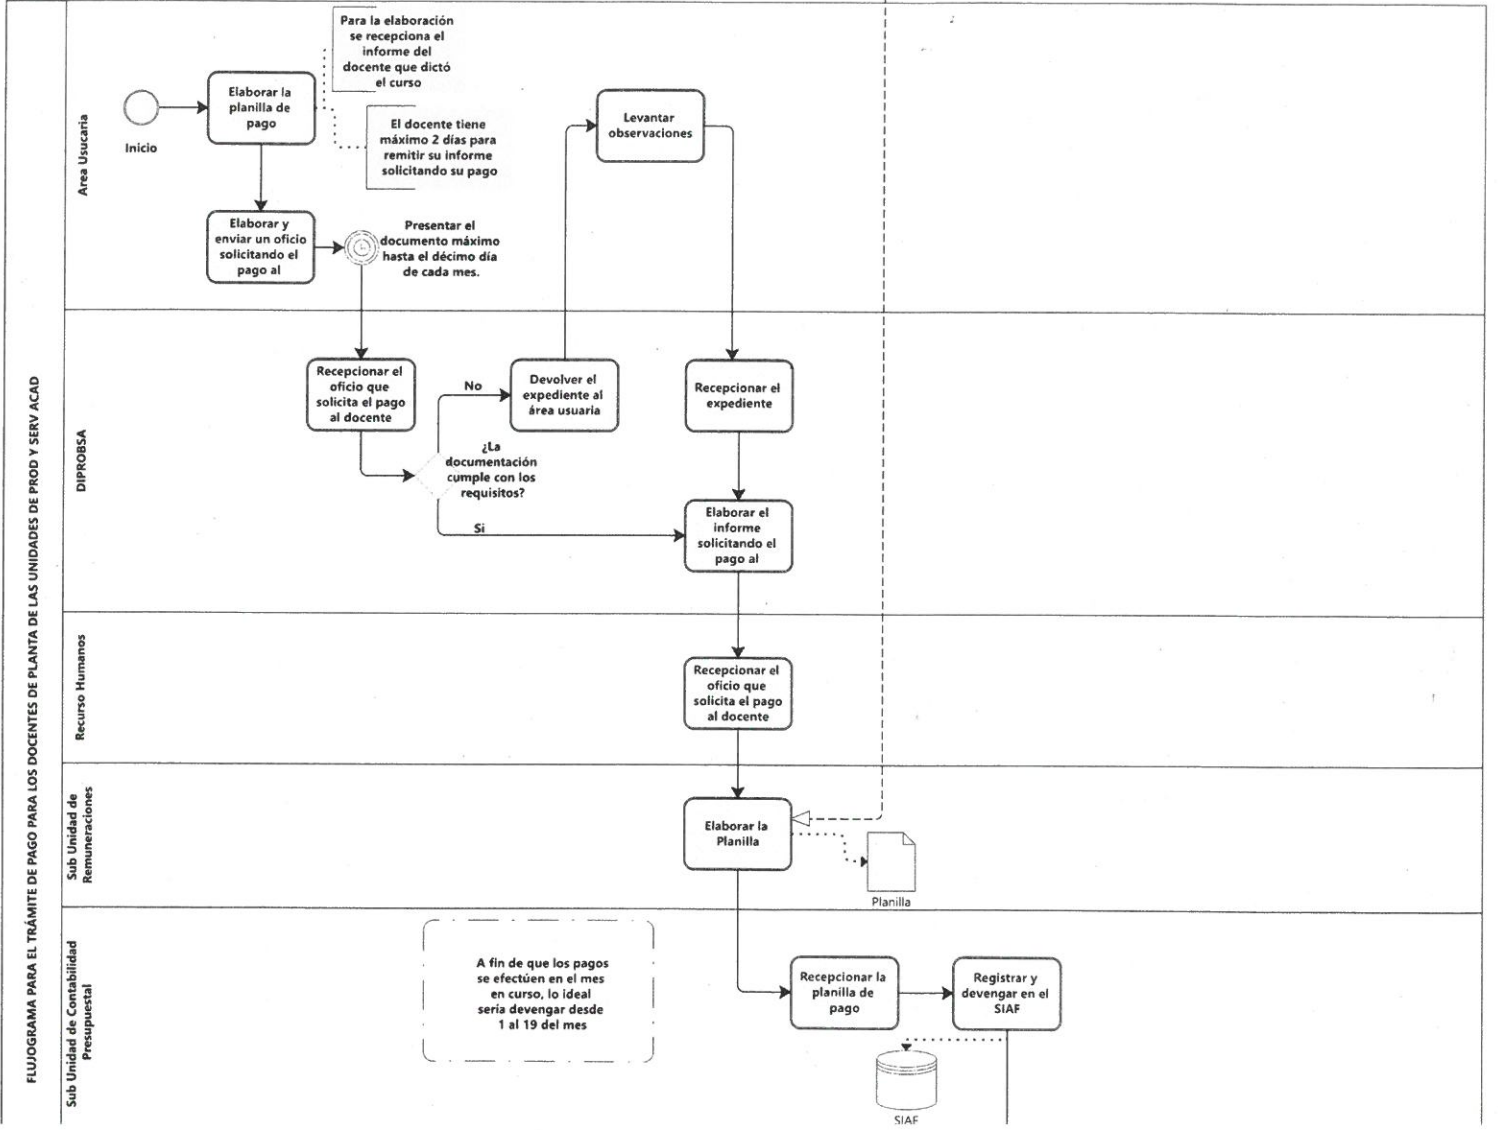 FLUJOGRAMA PARA EL TRÁMITE DE PAGO PARA LOS DOCENTES DE PLANTA DE LAS UNIDADES DE PROD Y SERV ACAD
Area Usucaria
Inicio
Elaborar la
planilla de
pago
Para la elaboración
se recepciona el
informe del
docente que dictó
el curso
El docente tiene
máximo 2 días para
remitir su informe
solicitando su pago
Elaborar y
enviar un oficio
solicitando el
pago al
Presentar el
documento máximo
hasta el décimo día
de cada mes.
Levantar
observaciones
DIPROBSA
Recepcionar el
oficio que
solicita el pago
al docente
No
Devolver el
expediente al
área usuaria
¿La
documentación
cumple con los
requisitos?
Si
Recepcionar el
expediente
Elaborar el
informe
solicitando el
pago al
Recurso Humanos
Recepcionar el
oficio que
solicita el pago
al docente
Sub Unidad de
Remuneraciones
Elaborar la
Planilla
Planilla
Sub Unidad de Contabilidad
Presupuestal
A fin de que los pagos
se efectúen en el mes
en curso, lo ideal
sería devengar desde
1 al 19 del mes
Recepcionar la
planilla de
pago
Registrar y
devengar en el
SIAF
SIAF